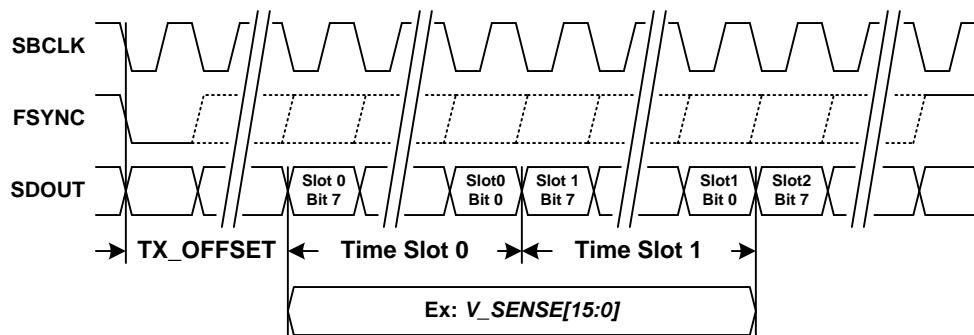 SBCLK
FSYNC
SDOUT
Slot 0
Bit 7
Slot0
Bit 0
Slot 1
Bit 7
Slot1
Bit 0
Slot2
Bit 7
TX_OFFSET
Time Slot 0
Time Slot 1
Ex: V_SENSE[15:0]